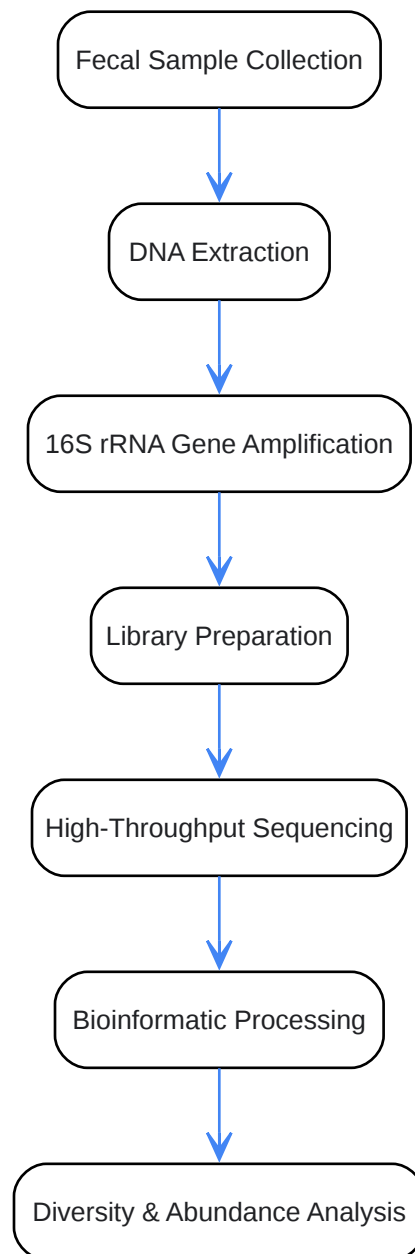 Fecal Sample Collection
DNA Extraction
16S rRNA Gene Amplification
Library Preparation
High-Throughput Sequencing
Bioinformatic Processing
Diversity & Abundance Analysis